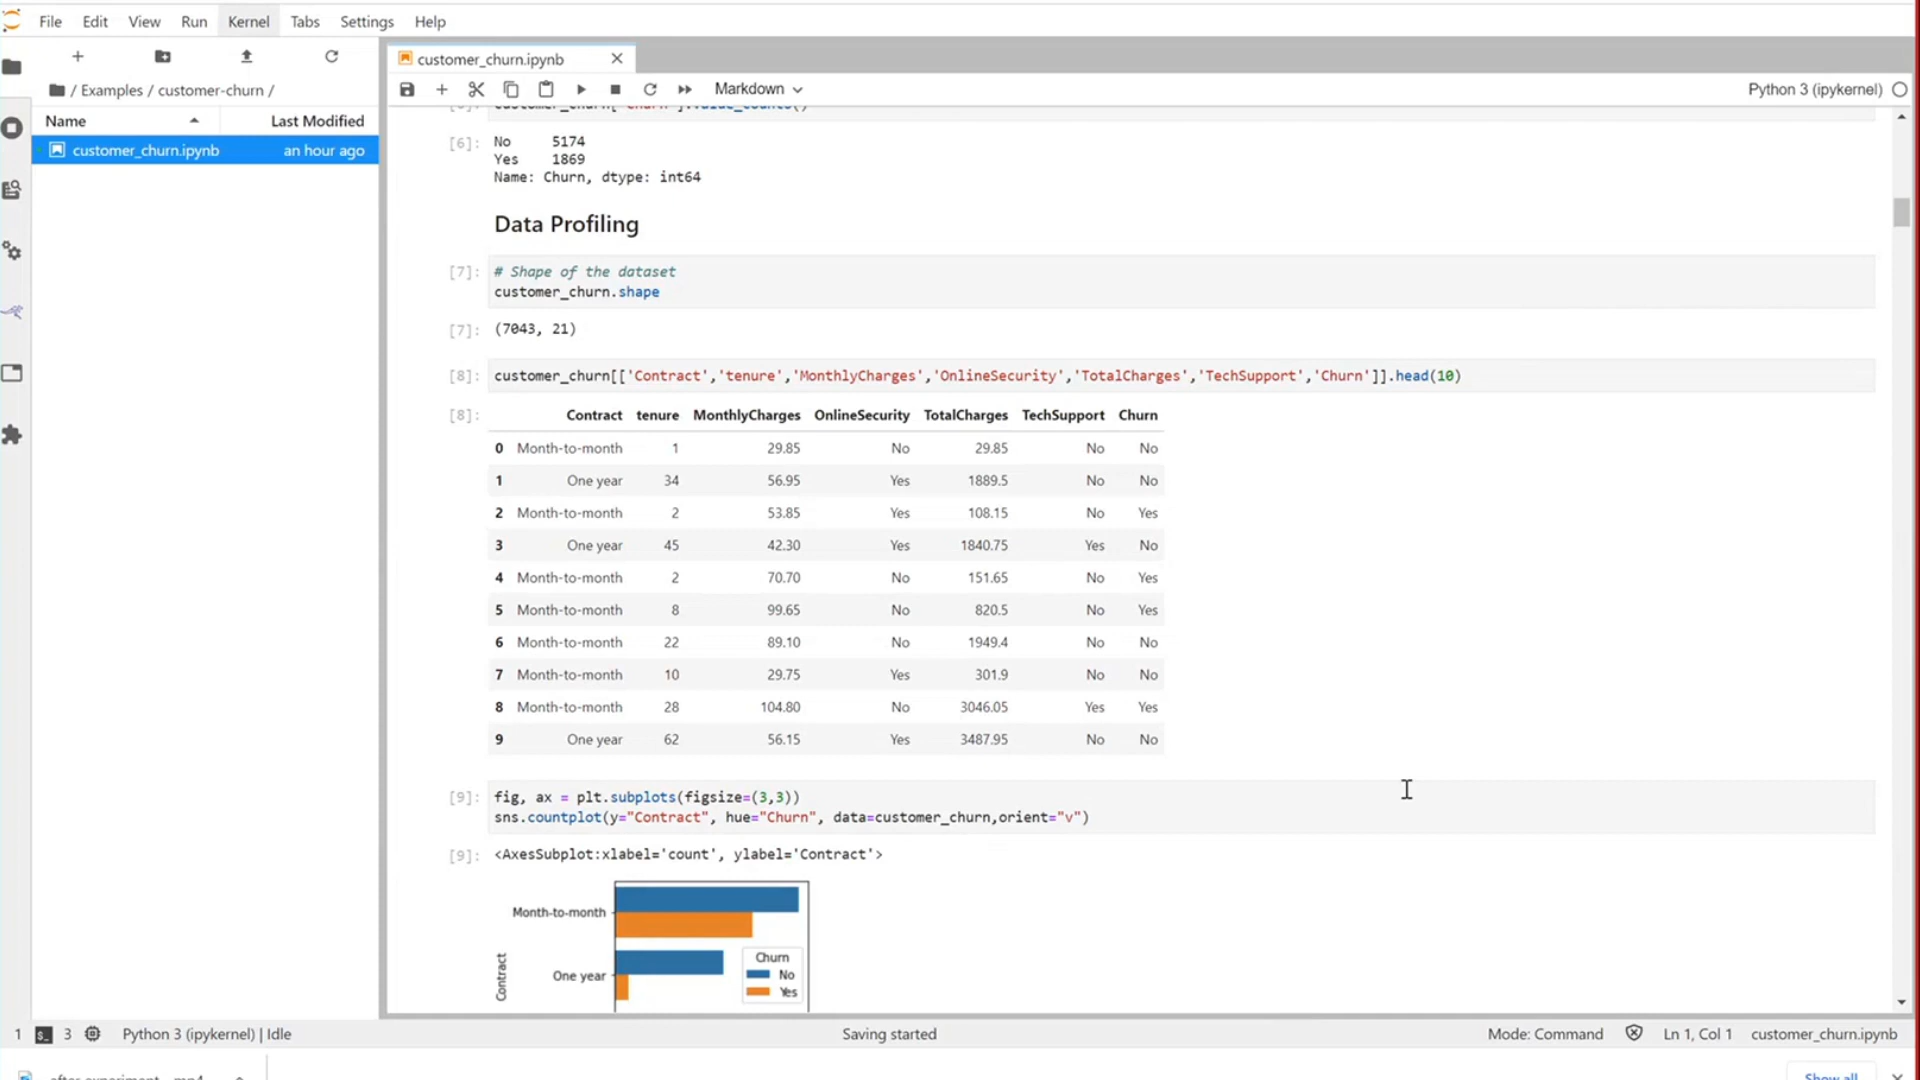 File Edit View Run Kernel Tabs Settings Help
/ Examples / customer-churn /
Name Last Modified
customer_churn.ipynb an hour ago
customer_churn.ipynb
Markdown
Python 3 (ipykernel)
customer_churn["Churn"].value_counts()
[6]: No 5174
Yes 1869
Name: Churn, dtype: int64
Data Profiling
[7]: # Shape of the dataset
customer_churn.shape
[7]: (7043, 21)
[8]: customer_churn[['Contract','tenure','MonthlyCharges','OnlineSecurity','TotalCharges','TechSupport','Churn']].head(10)
[8]: Contract tenure MonthlyCharges OnlineSecurity TotalCharges TechSupport Churn
0 Month-to-month 1 29.85 No 29.85 No No
1 One year 34 56.95 Yes 1889.5 No No
2 Month-to-month 2 53.85 Yes 108.15 No Yes
3 One year 45 42.30 Yes 1840.75 Yes No
4 Month-to-month 2 70.70 No 151.65 No Yes
5 Month-to-month 8 99.65 No 820.5 No Yes
6 Month-to-month 22 89.10 No 1949.4 No No
7 Month-to-month 10 29.75 Yes 301.9 No No
8 Month-to-month 28 104.80 No 3046.05 Yes Yes
9 One year 62 56.15 Yes 3487.95 No No
[9]: fig, ax = plt.subplots(figsize=(3,3))
sns.countplot(y="Contract", hue="Churn", data=customer_churn,orient="v")
[9]: <AxesSubplot:xlabel='count', ylabel='Contract'>
Month-to-month
One year
Contract
Churn
No
Yes
1 3 Python 3 (ipykernel) | Idle
Saving started
Mode: Command
Ln 1, Col 1
customer_churn.ipynb
Show all